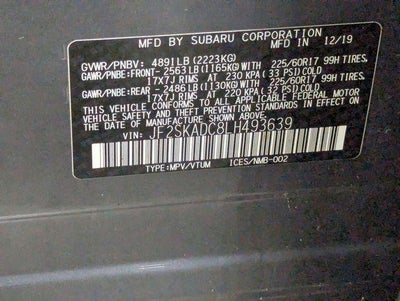 MFD BY SUBARU CORPORATION
MFD IN 12/19
GVWR/PNBV: 4891LB (2223KG)
GAWR/PNBE:FRONT- 2563LB (1165KG) WITH/AVEC 225/60R17 99H TIRES,
17X7J RIMS AT 230 KPA (33 PSI) COLD
GAWR/PNBE:REAR- 2486LB (1130KG) WITH/AVEC 225/60R17 99H TIRES,
17X7J RIMS AT 220 KPA (32 PSI) COLD
THIS VEHICLE CONFORMS TO ALL APPLICABLE FEDERAL MOTOR
VEHICLE SAFETY AND THEFT PREVENTION STANDARDS IN EFFECT
ON THE DATE OF MANUFACTURE SHOWN ABOVE.
VIN: JF2SKADC8LH493639
TYPE:MPV/VTUM ICES/NMB-002